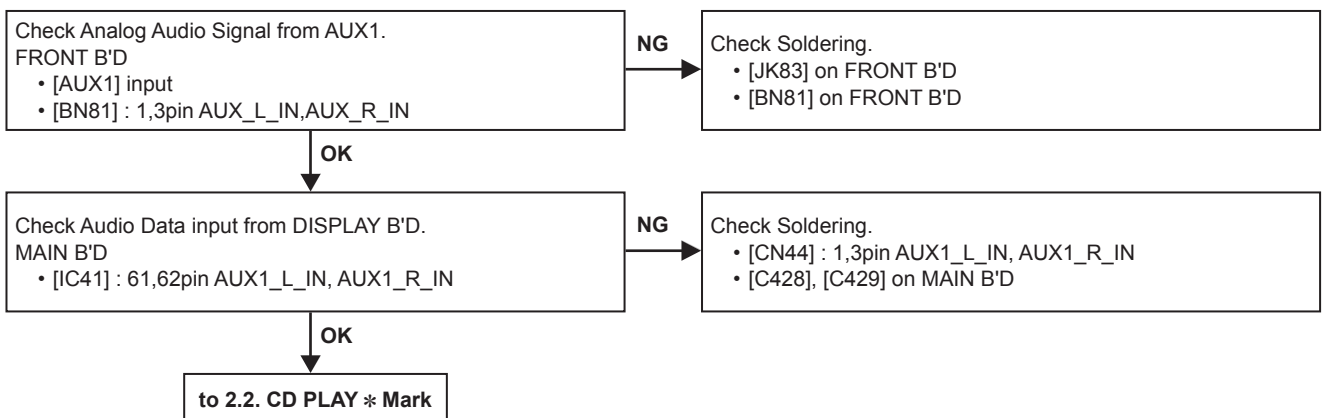 Check Analog Audio Signal from AUX1.
FRONT B'D
• [AUX1] input
• [BN81] : 1,3pin AUX_L_IN,AUX_R_IN
NG
Check Soldering.
• [JK83] on FRONT B'D
• [BN81] on FRONT B'D
OK
Check Audio Data input from DISPLAY B'D.
MAIN B'D
• [IC41] : 61,62pin AUX1_L_IN, AUX1_R_IN
NG
Check Soldering.
• [CN44] : 1,3pin AUX1_L_IN, AUX1_R_IN
• [C428], [C429] on MAIN B'D
OK
to 2.2. CD PLAY ∗ Mark